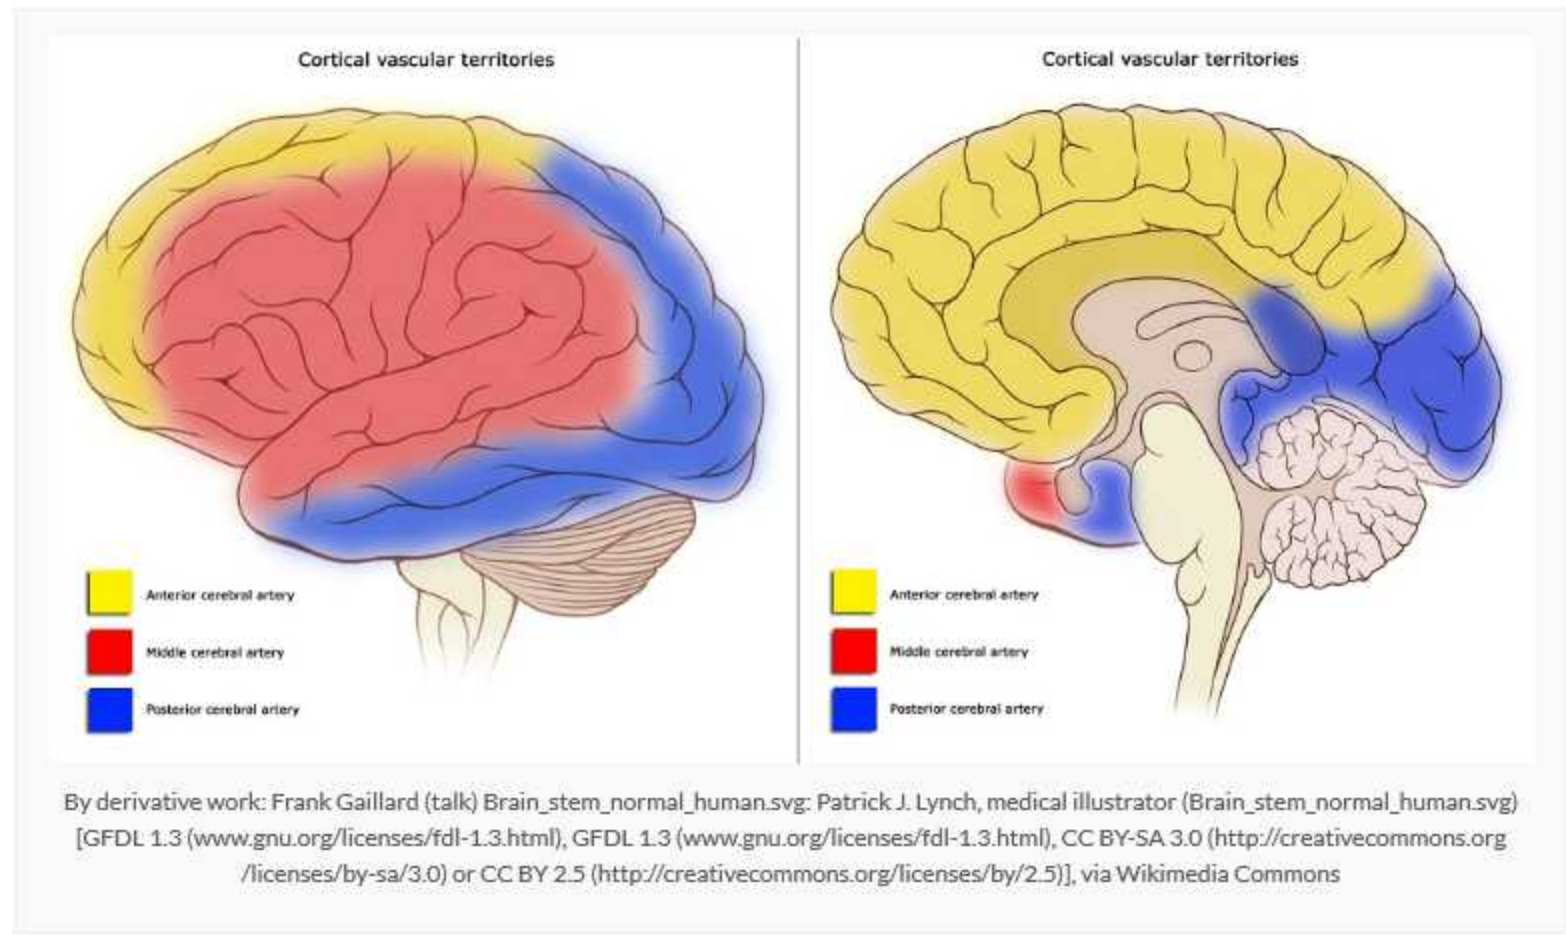 Cortical vascular territories
Anterior cerebral artery
Middle cerebral artery
Posterior cerebral artery
Cortical vascular territories
Anterior cerebral artery
Middle cerebral artery
Posterior cerebral artery
By derivative work: Frank Gaillard (talk) Brain_stem_normal_human.svg: Patrick J. Lynch, medical illustrator (Brain_stem_normal_human.svg)
[GFDL 1.3 (www.gnu.org/licenses/fdl-1.3.html), GFDL 1.3 (www.gnu.org/licenses/fdl-1.3.html), CC BY-SA 3.0 (http://creativecommons.org
/licenses/by-sa/3.0) or CC BY 2.5 (http://creativecommons.org/licenses/by/2.5)], via Wikimedia Commons